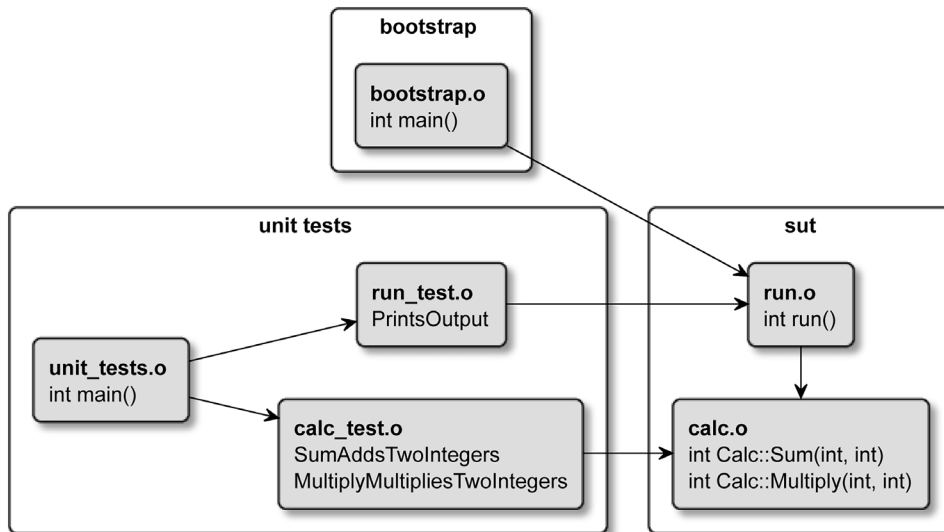 bootstrap
bootstrap.o
int main()
unit tests
sut
run_test.o
PrintsOutput
run.o
int run()
unit_tests.o
int main()
calc_test.o
SumAddsTwoIntegers
MultiplyMultipliesTwoIntegers
calc.o
int Calc::Sum(int, int)
int Calc::Multiply(int, int)